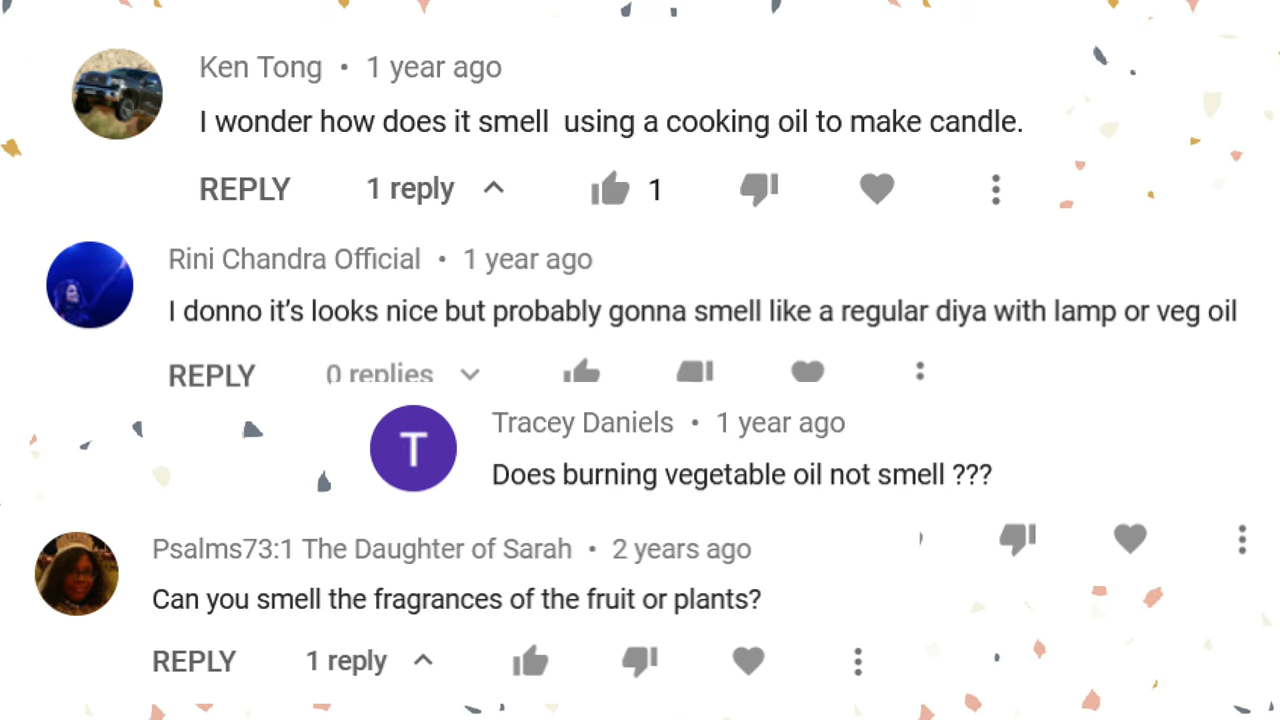 Ken Tong • 1 year ago
I wonder how does it smell  using a cooking oil to make candle.
REPLY 1 reply 1
Rini Chandra Official • 1 year ago
I donno it's looks nice but probably gonna smell like a regular diya with lamp or veg oil
REPLY 0 replies
T
Tracey Daniels • 1 year ago
Does burning vegetable oil not smell ???
Psalms73:1 The Daughter of Sarah • 2 years ago
Can you smell the fragrances of the fruit or plants?
REPLY 1 reply